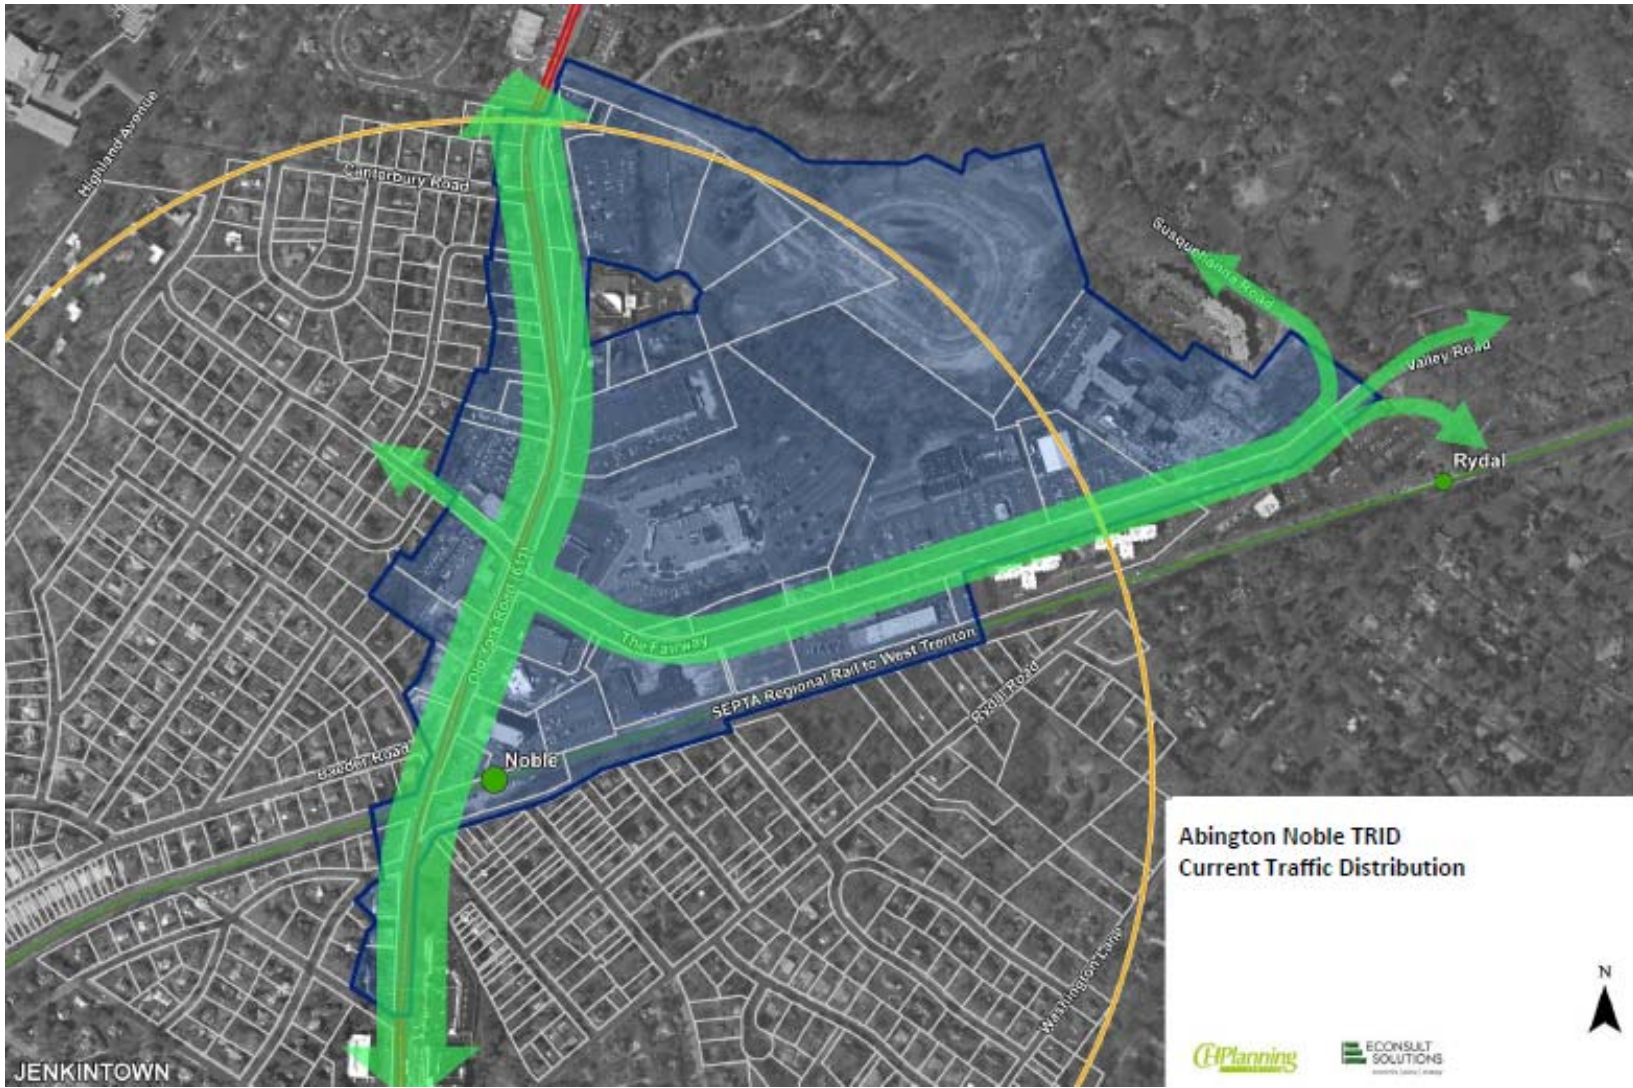 Highland Avenue
Canterbury Road
Susquehanna Road
Valley Road
Rydal
Old York Road (611)
The Fairway
SEPTA Regional Rail to West Trenton
Rydal Road
Baeder Road
Noble
Washington Lane
Abington Noble TRID
Current Traffic Distribution
N
CHPlanning
ECONSULT
SOLUTIONS
JENKINTOWN